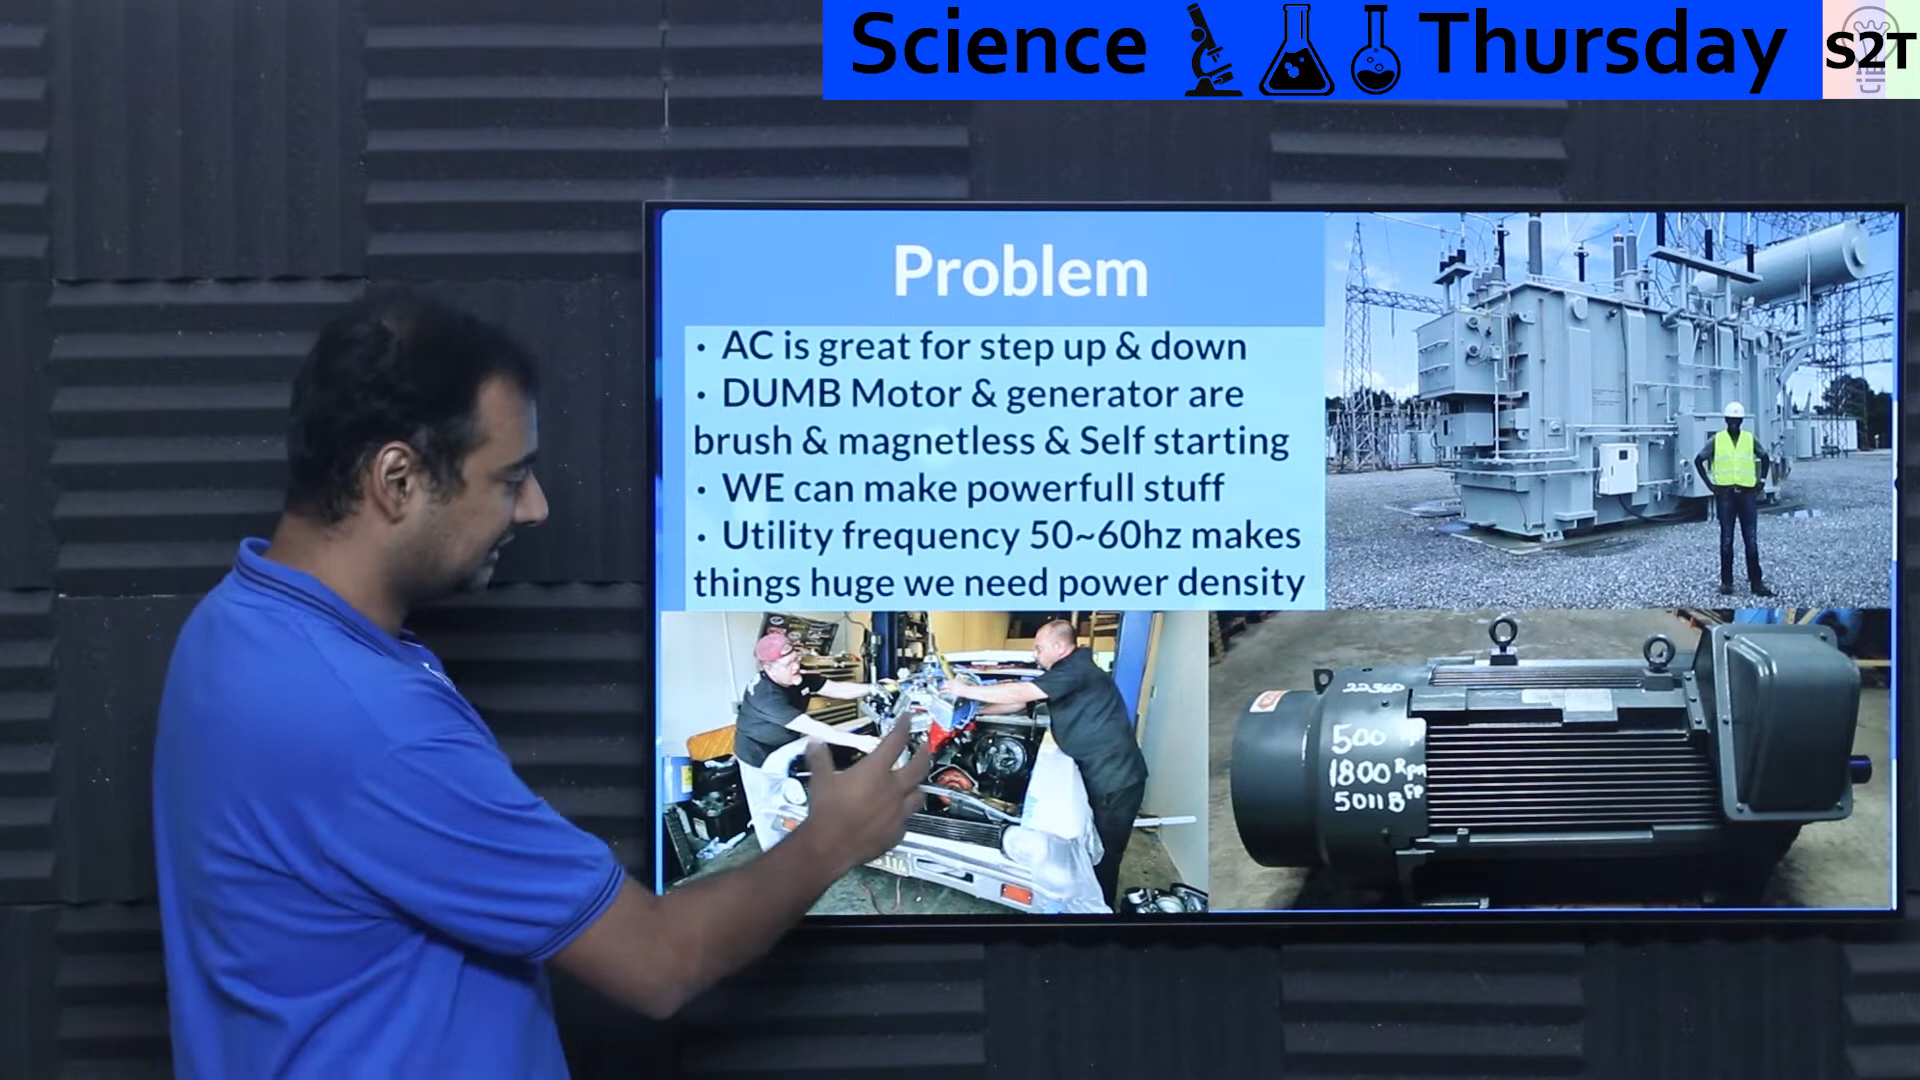 Science Thursday
S2T
Problem
• AC is great for step up & down
• DUMB Motor & generator are
brush & magnetless & Self starting
• WE can make powerfull stuff
• Utility frequency 50~60hz makes
things huge we need power density
22360
500
1800 Rpm
5011B